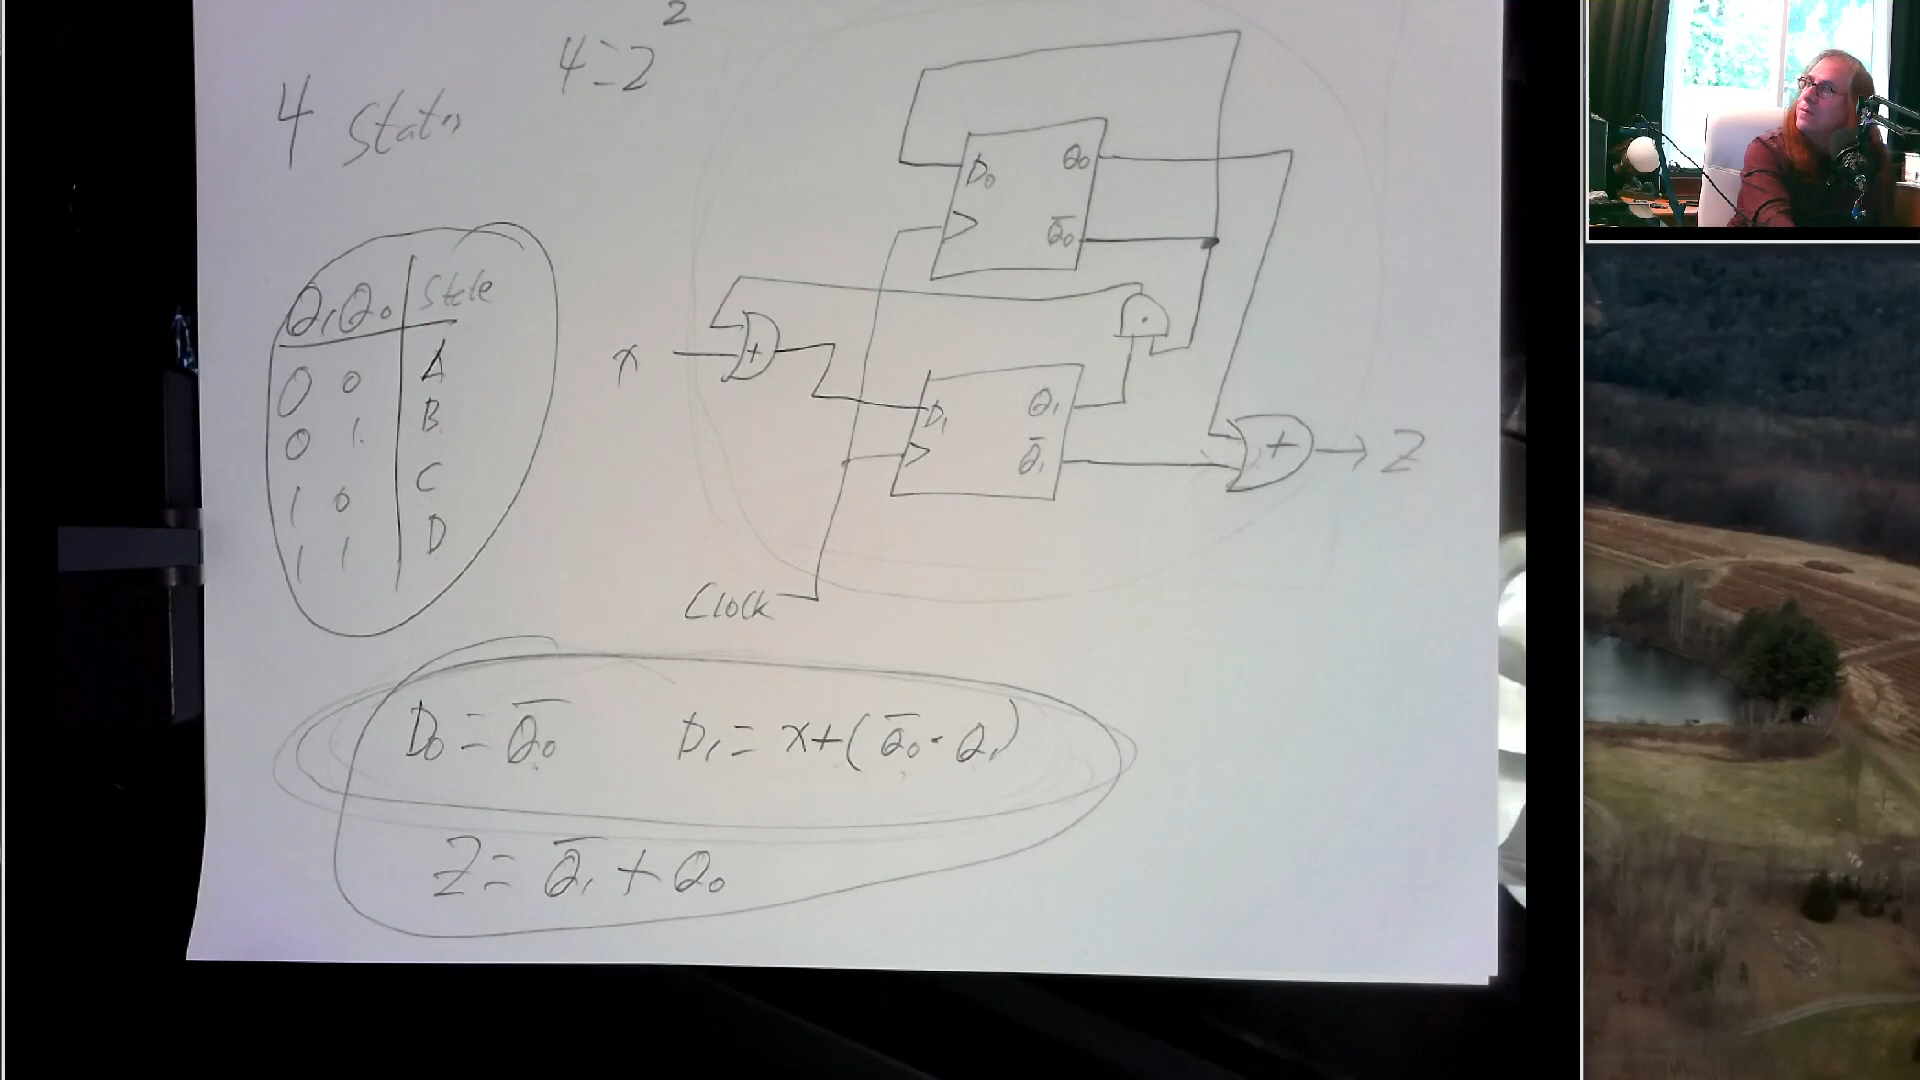 4 States
4=2²
Q₁ Q₀ State
0 0 A
0 1 B
1 0 C
1 1 D
D₀ Q₀
Q̅₀
x + .
D₁ Q₁
Q̅₁
+ → Z
Clock
D₀ = Q̅₀ D₁ = x+(Q̅₀·Q₁)
Z = Q̅₁ + Q₀